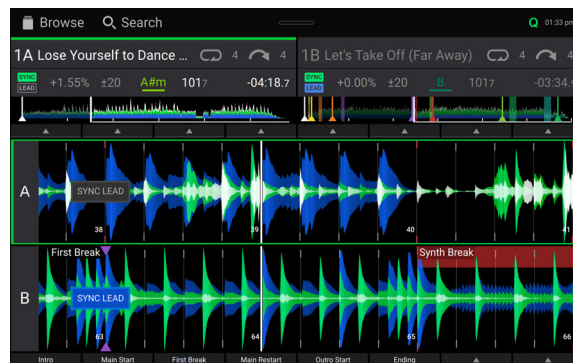 Browse Search Q 01:33 pm
1A Lose Yourself to Dance ... 4 4 1B Let's Take Off (Far Away) 4 4
SYNC +1.55% ±20 A#m 1017 -04:18.7 SYNC +0.00% ±20 B 1017 -03:34.
LEAD LEAD
A SYNC LEAD
38 39 40 41
First Break Synth Break
B SYNC LEAD
63 64 65 66
Intro Main Start First Break Main Restart Outro Start Ending